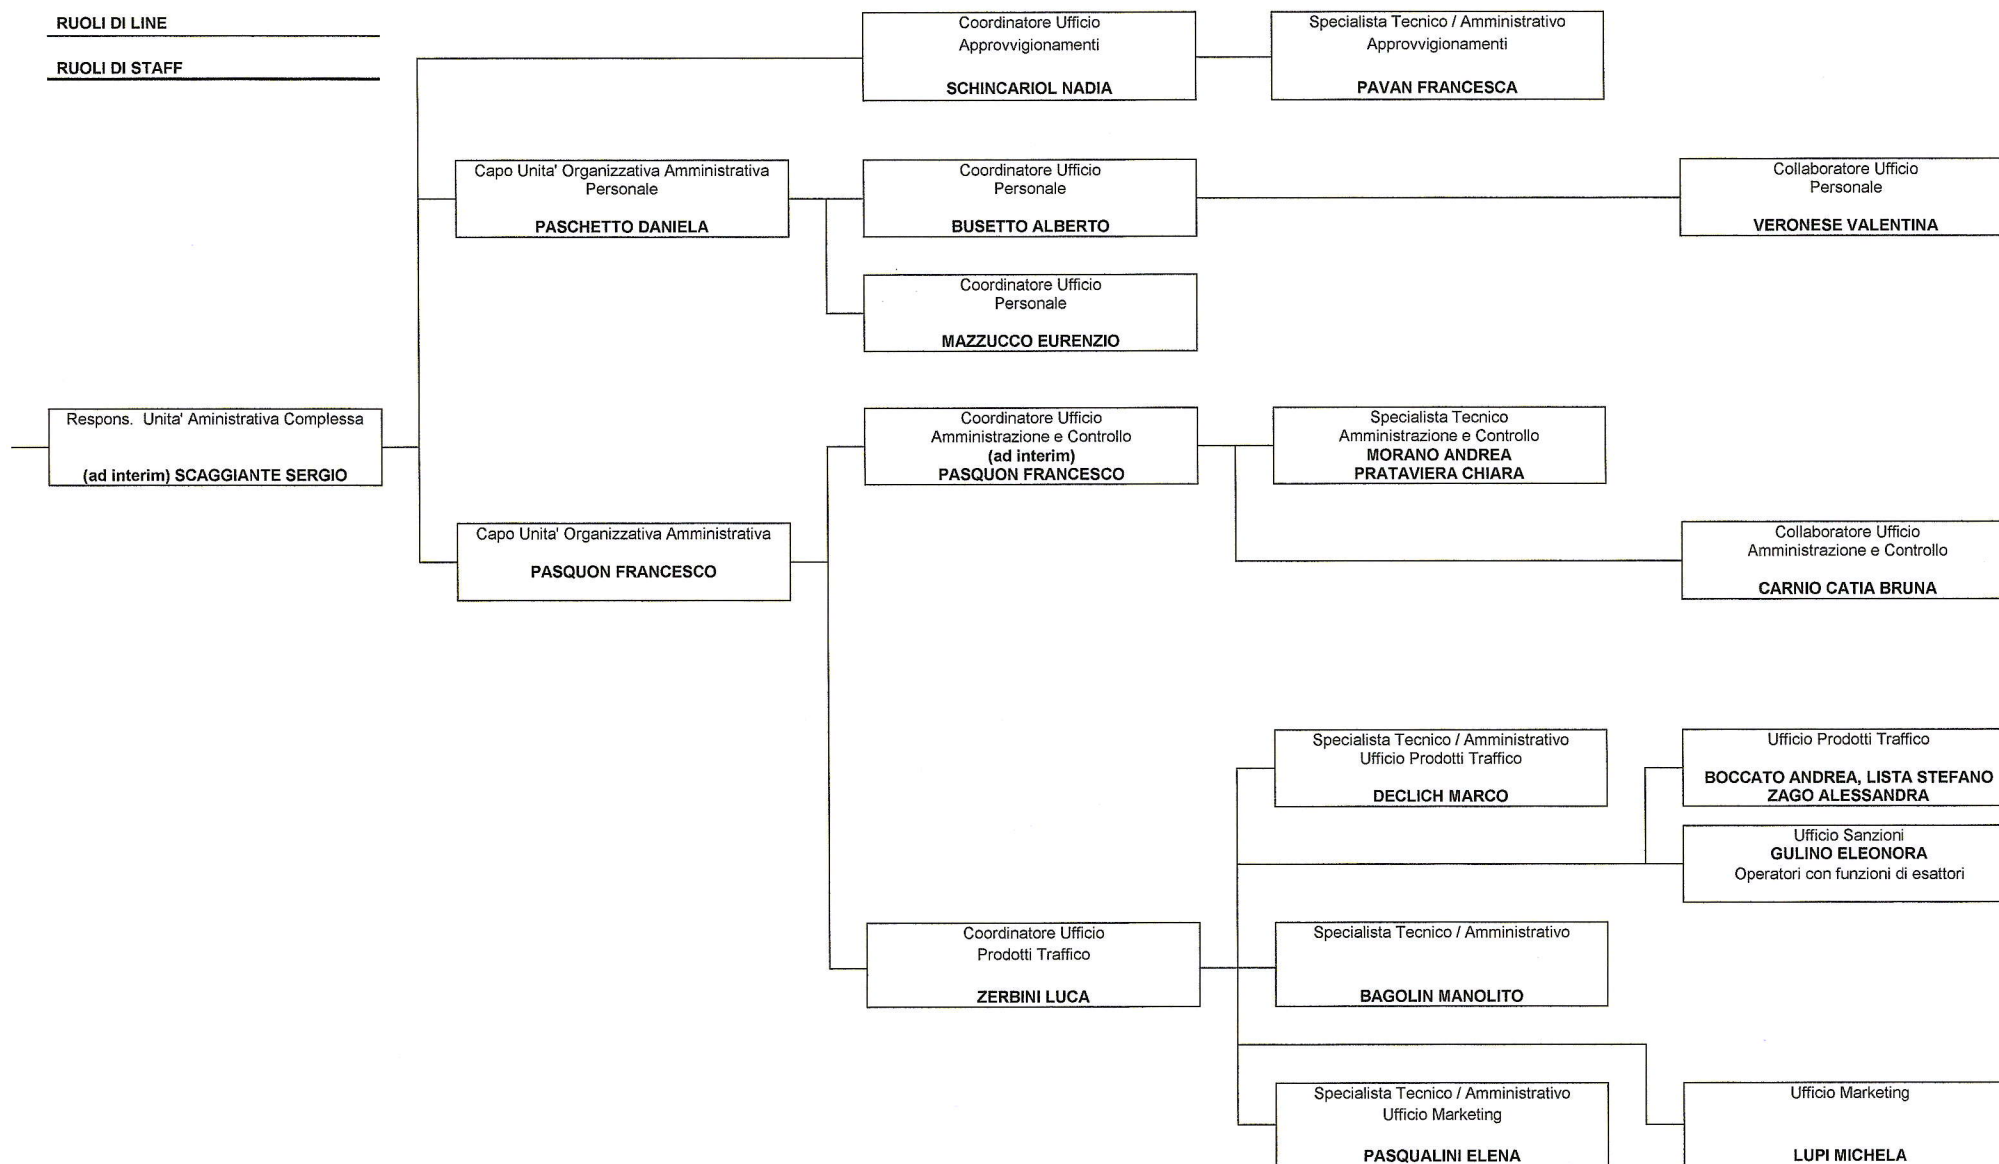 RUOLI DI LINE
RUOLI DI STAFF
Coordinatore Ufficio
Approvvigionamenti
SCHINCARIOL NADIA
Specialista Tecnico / Amministrativo
Approvvigionamenti
PAVAN FRANCESCA
Capo Unita' Organizzativa Amministrativa
Personale
PASCHETTO DANIELA
Coordinatore Ufficio
Personale
BUSETTO ALBERTO
Collaboratore Ufficio
Personale
VERONESE VALENTINA
Coordinatore Ufficio
Personale
MAZZUCCO EURENZIO
Respons. Unita' Aministrativa Complessa
(ad interim) SCAGGIANTE SERGIO
Coordinatore Ufficio
Amministrazione e Controllo
(ad interim)
PASQUON FRANCESCO
Specialista Tecnico
Amministrazione e Controllo
MORANO ANDREA
PRATAVIERA CHIARA
Capo Unita' Organizzativa Amministrativa
PASQUON FRANCESCO
Collaboratore Ufficio
Amministrazione e Controllo
CARNIO CATIA BRUNA
Specialista Tecnico / Amministrativo
Ufficio Prodotti Traffico
DECLICH MARCO
Ufficio Prodotti Traffico
BOCCATO ANDREA, LISTA STEFANO
ZAGO ALESSANDRA
Ufficio Sanzioni
GULINO ELEONORA
Operatori con funzioni di esattori
Coordinatore Ufficio
Prodotti Traffico
ZERBINI LUCA
Specialista Tecnico / Amministrativo
BAGOLIN MANOLITO
Specialista Tecnico / Amministrativo
Ufficio Marketing
PASQUALINI ELENA
Ufficio Marketing
LUPI MICHELA